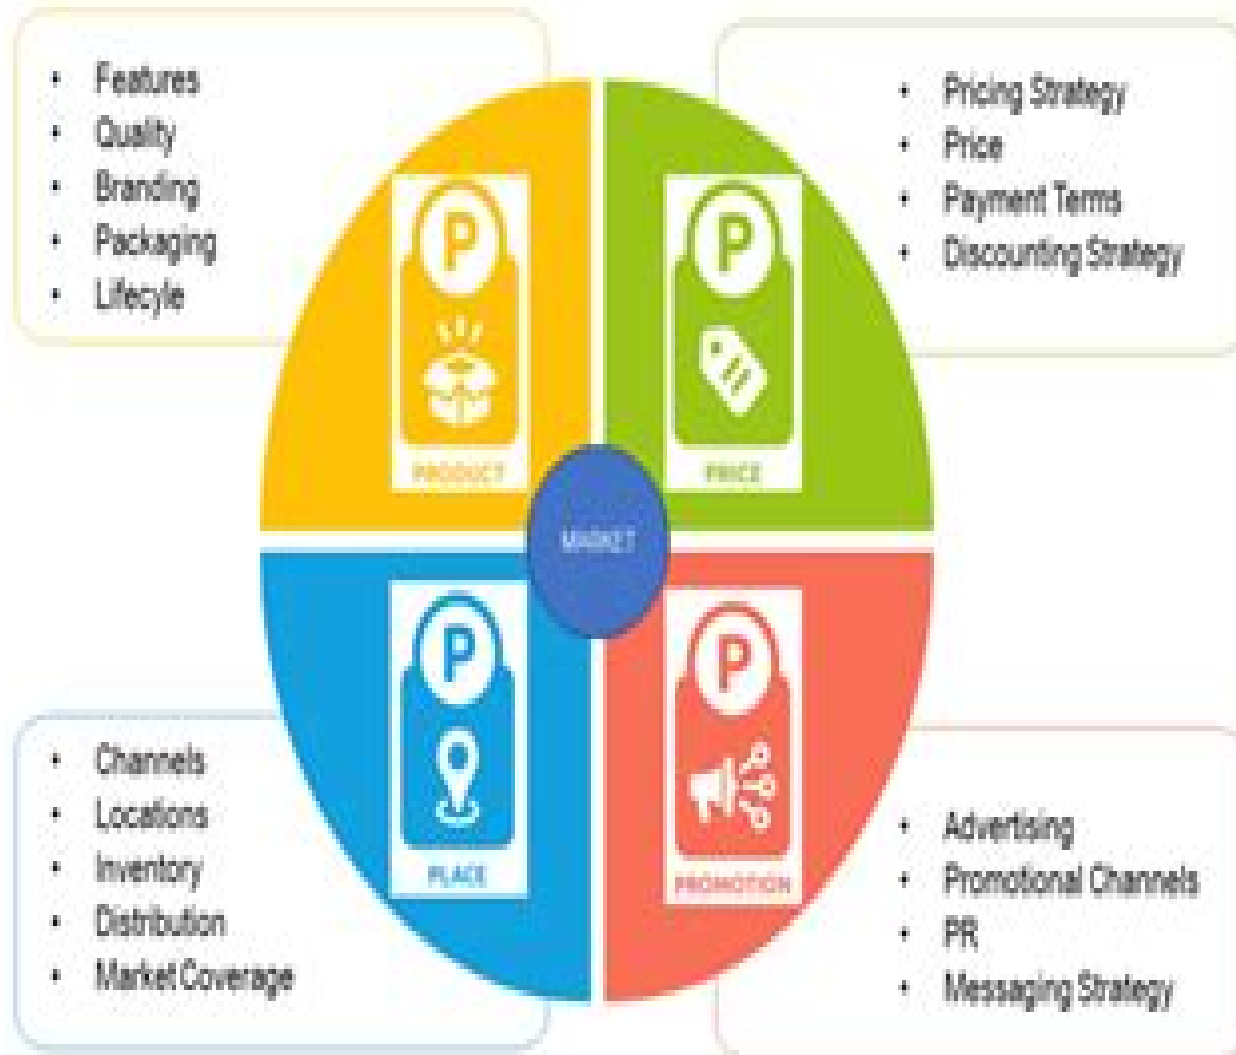 • Features
• Quality
• Branding
• Packaging
• Lifecyle
• Pricing Strategy
• Price
• Payment Terms
• Discounting Strategy
P
PRODUCT
P
PRICE
MARKET
P
PLACE
P
PROMOTION
• Channels
• Locations
• Inventory
• Distribution
• Market Coverage
• Advertising
• Promotional Channels
• PR
• Messaging Strategy